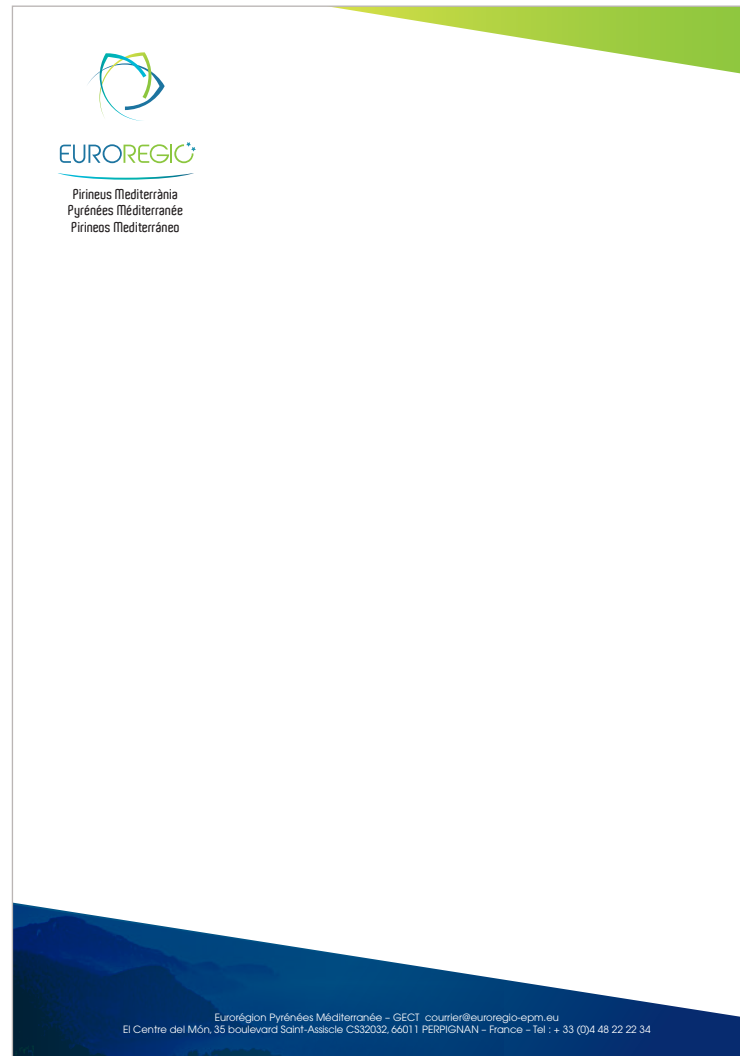 EUROREGIO
Pirineus Mediterrània
Pyrénées Méditerranée
Pirineos Mediterráneo
Eurorégion Pyrénées Méditerranée – GECT courrier@euroregio-epm.eu
El Centre del Món, 35 boulevard Saint-Assiscle CS32032, 66011 PERPIGNAN – France – Tel : + 33 (0)4 48 22 22 34